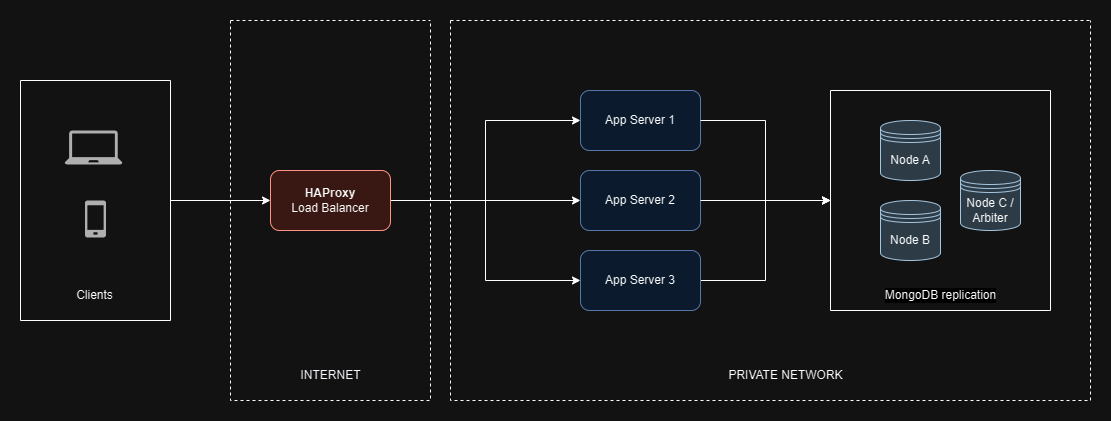 Clients
HAProxy
Load Balancer
INTERNET
App Server 1
App Server 2
App Server 3
Node A
Node B
Node C /
Arbiter
MongoDB replication
PRIVATE NETWORK